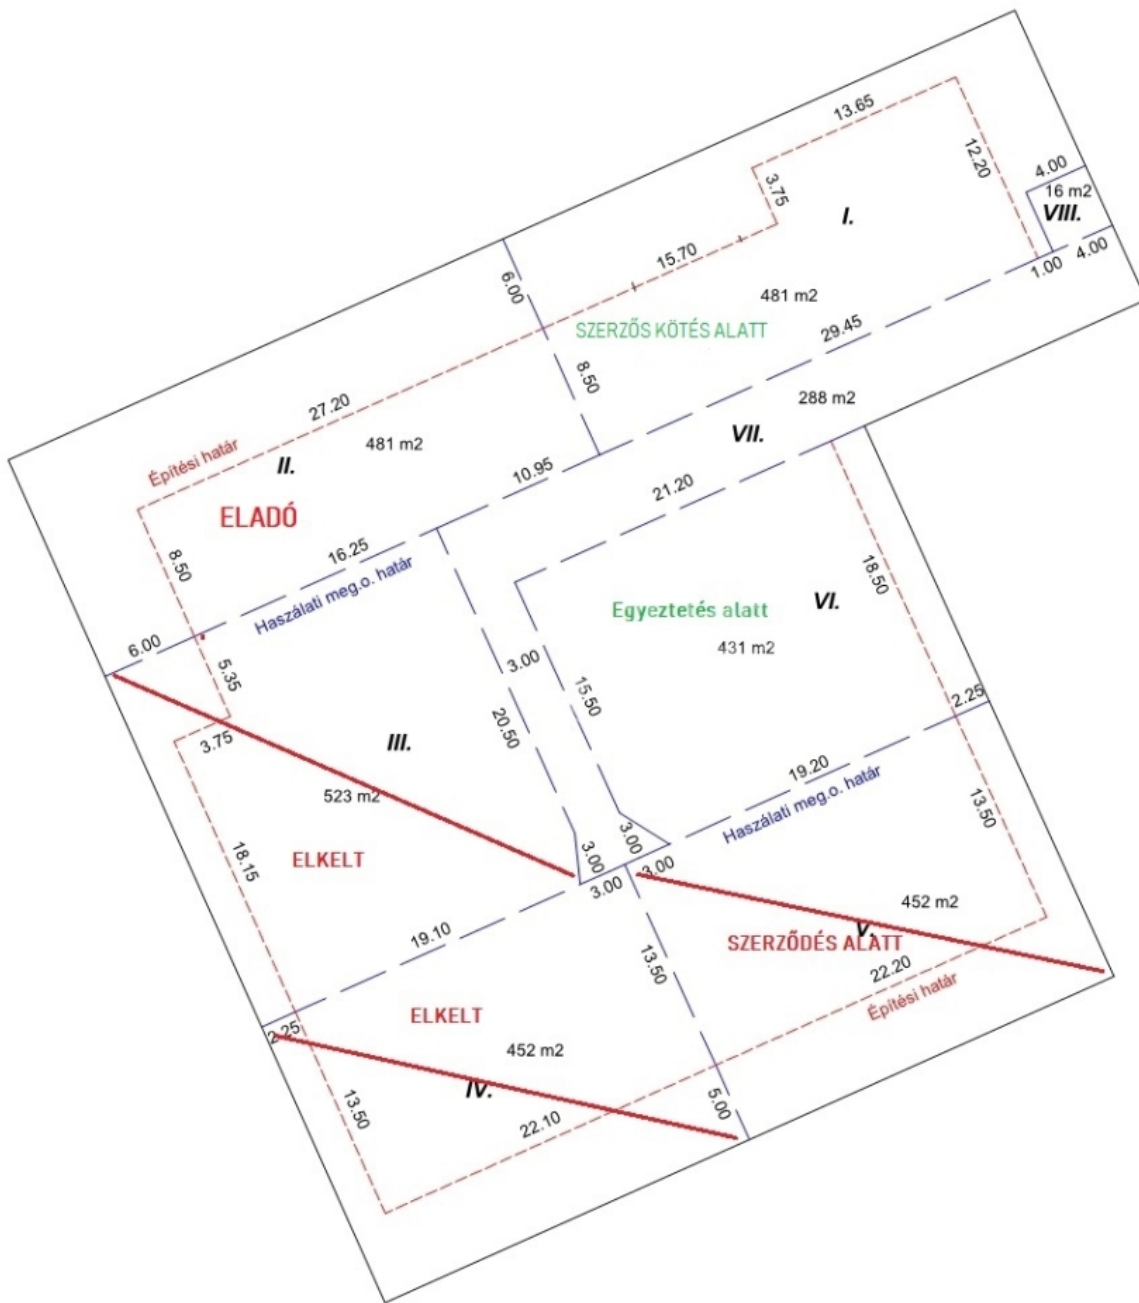 13.65
12.20
3.75
4.00
16 m2
VIII.
I.
15.70
1.00
4.00
6.00
481 m2
SZERZŐS KÖTÉS ALATT
29.45
8.50
288 m2
27.20
481 m2
VII.
Építési határ
II.
10.95
21.20
ELADÓ
16.25
8.50
Haszálati meg.o. határ
18.50
Egyeztetés alatt
VI.
431 m2
6.00
5.35
3.00
15.50
20.50
2.25
3.75
III.
19.20
Haszálati meg.o. határ
523 m2
13.50
18.15
ELKELT
3.00
3.00
3.00
3.00
452 m2
19.10
V.
SZERZŐDÉS ALATT
13.50
22.20
Építési határ
ELKELT
2.25
452 m2
IV.
13.50
5.00
22.10